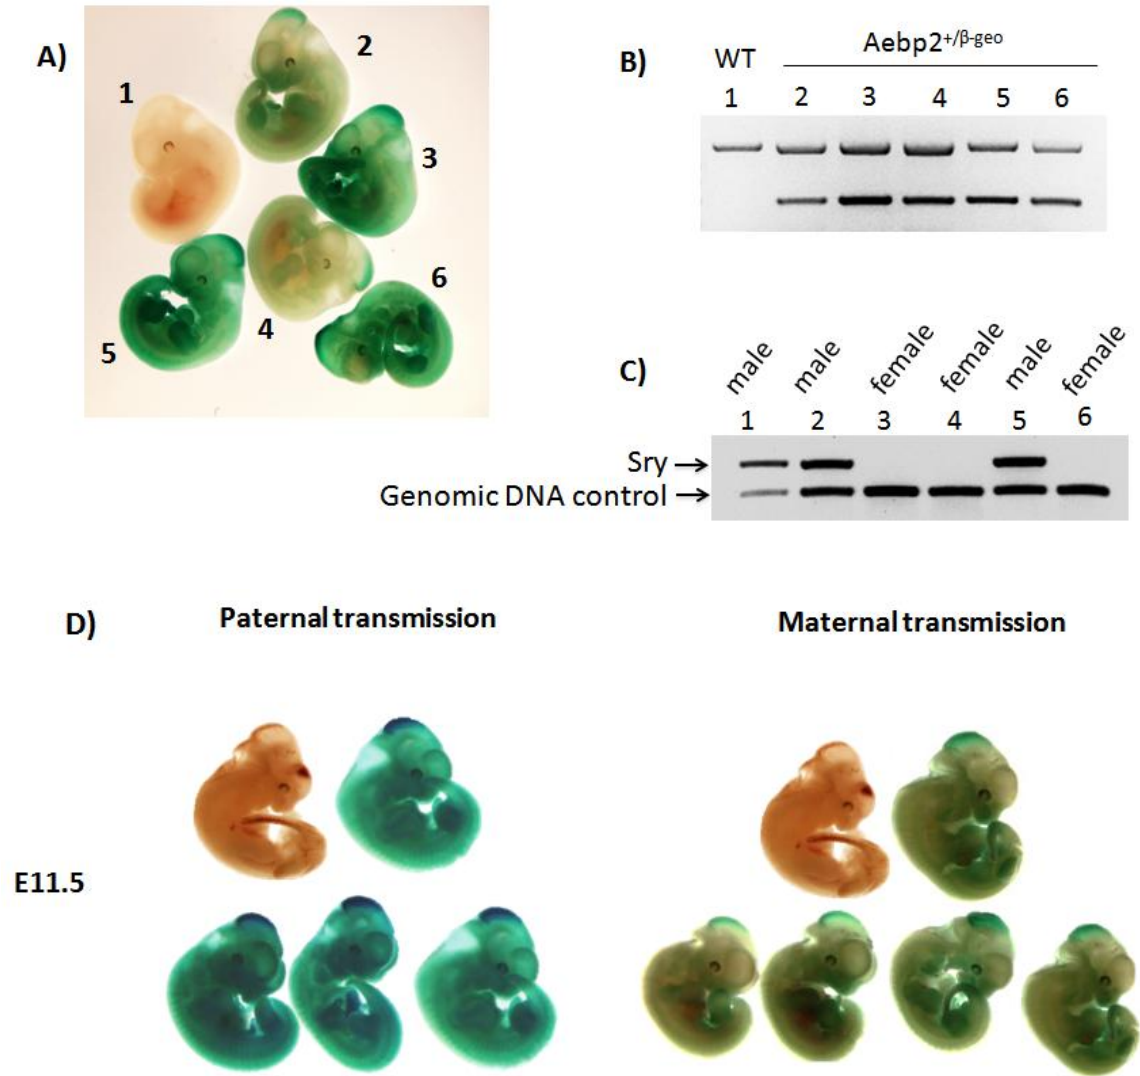 A)
1
2
3
4
5
6
B)
WT
Aebp2+/β-geo
1 2 3 4 5 6
C)
male male female female male female
1 2 3 4 5 6
Sry →
Genomic DNA control →
D)
Paternal transmission
Maternal transmission
E11.5